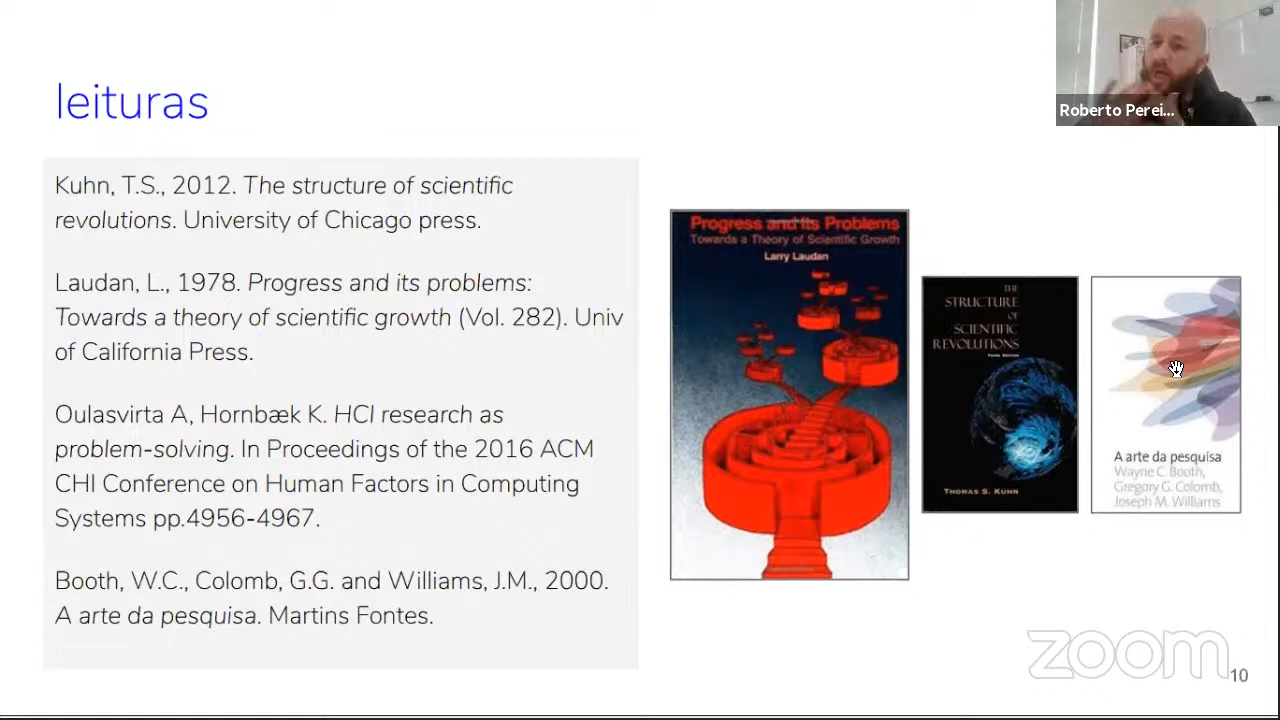 leituras
Roberto Perei...
Kuhn, T.S., 2012. The structure of scientific
revolutions. University of Chicago press.
Laudan, L., 1978. Progress and its problems:
Towards a theory of scientific growth (Vol. 282). Univ
of California Press.
Oulasvirta A, Hornbæk K. HCI research as
problem-solving. In Proceedings of the 2016 ACM
CHI Conference on Human Factors in Computing
Systems pp.4956-4967.
Booth, W.C., Colomb, G.G. and Williams, J.M., 2000.
A arte da pesquisa. Martins Fontes.
Progress and Its Problems
Towards a Theory of Scientific Growth
Larry Laudan
THE
STRUCTURE
OF
SCIENTIFIC
REVOLUTIONS
THIRD EDITION
THOMAS S. KUHN
A arte da pesquisa
Wayne C. Booth,
Gregory G. Colomb,
Joseph M. Williams
zoom
10